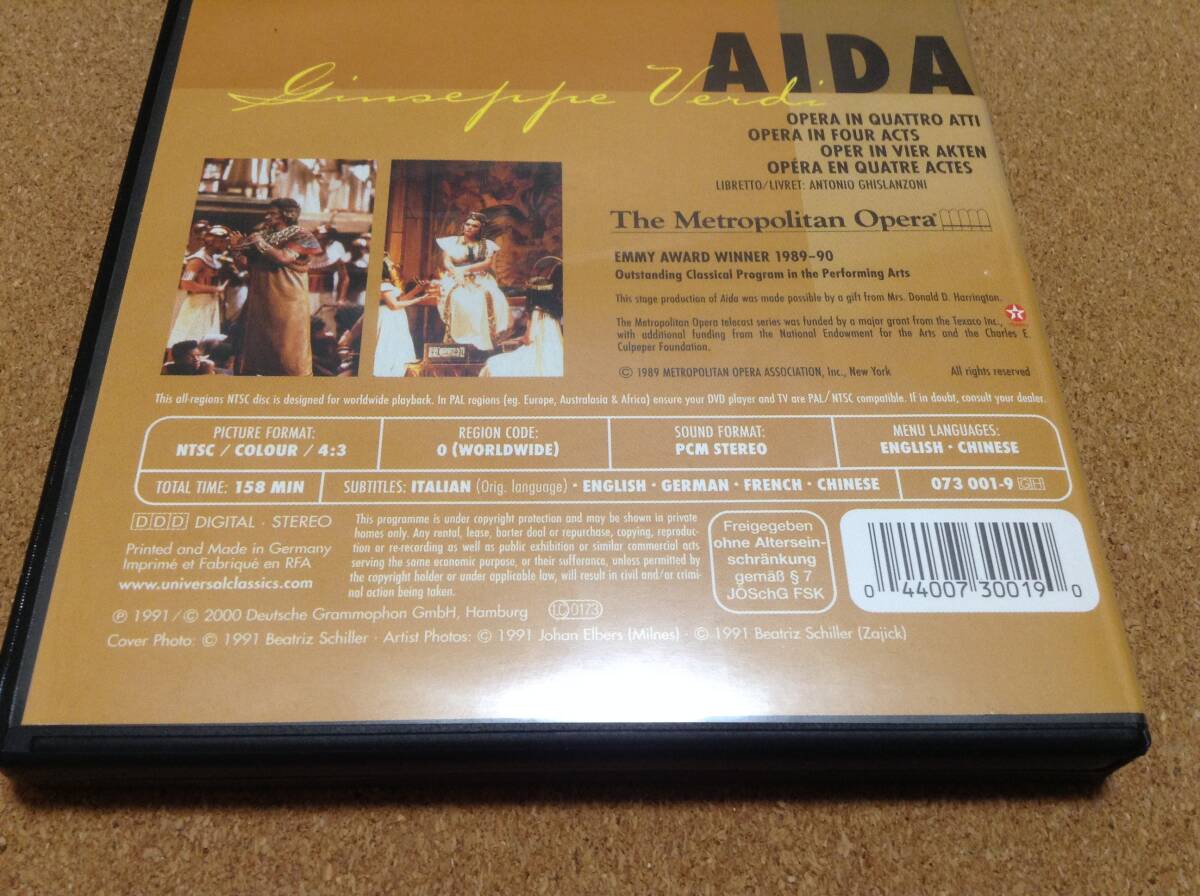 AIDA
Giuseppe Verdi
OPERA IN QUATTRO ATTI
OPERA IN FOUR ACTS
OPER IN VIER AKTEN
OPÉRA EN QUATRE ACTES
LIBRETTO/LIVRET: ANTONIO GHISLANZONI
The Metropolitan Opera
EMMY AWARD WINNER 1989–90
Outstanding Classical Program in the Performing Arts
This stage production of Aida was made possible by a gift from Mrs. Donald D. Harrington.
The Metropolitan Opera telecast series was funded by a major grant from the Texaco Inc.,
with additional funding from the National Endowment for the Arts and the Charles E.
Culpeper Foundation.
© 1989 METROPOLITAN OPERA ASSOCIATION, Inc., New York All rights reserved
This all-regions NTSC disc is designed for worldwide playback. In PAL regions (eg. Europe, Australasia & Africa) ensure your DVD player and TV are PAL/NTSC compatible. If in doubt, consult your dealer.
PICTURE FORMAT:
NTSC / COLOUR / 4:3
REGION CODE:
0 (WORLDWIDE)
SOUND FORMAT:
PCM STEREO
MENU LANGUAGES:
ENGLISH · CHINESE
TOTAL TIME: 158 MIN
SUBTITLES: ITALIAN (Orig. language) · ENGLISH · GERMAN · FRENCH · CHINESE
073 001-9 GH
DDD DIGITAL · STEREO
Printed and Made in Germany
Imprimé et Fabriqué en RFA
www.universalclassics.com
This programme is under copyright protection and may be shown in private
homes only. Any rental, lease, barter deal or repurchase, copying, reproduc-
tion or re-recording as well as public exhibition or similar commercial acts
serving the same economic purpose, or their sufferance, unless permitted by
the copyright holder or under applicable law, will result in civil and/or crimi-
nal action being taken.
Freigegeben
ohne Alterseín-
schränkung
gemäß § 7
JÖSchG FSK
0 44007 30019 0
℗ 1991/© 2000 Deutsche Grammophon GmbH, Hamburg LC 0173
Cover Photo: © 1991 Beatriz Schiller · Artist Photos: © 1991 Johan Elbers (Milnes) · © 1991 Beatriz Schiller (Zajick)